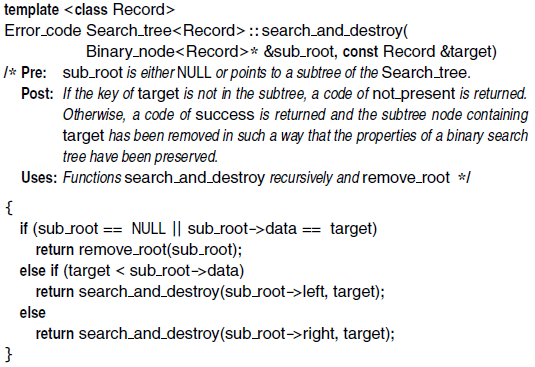 template <class Record>
Error_code Search_tree<Record> :: search_and_destroy(
Binary_node<Record>* &sub_root, const Record &target)
/* Pre: sub_root is either NULL or points to a subtree of the Search_tree.
Post: If the key of target is not in the subtree, a code of not_present is returned.
Otherwise, a code of success is returned and the subtree node containing
target has been removed in such a way that the properties of a binary search
tree have been preserved.
Uses: Functions search_and_destroy recursively and remove_root */
{
if (sub_root == NULL || sub_root->data == target)
return remove_root(sub_root);
else if (target < sub_root->data)
return search_and_destroy(sub_root->left, target);
else
return search_and_destroy(sub_root->right, target);
}